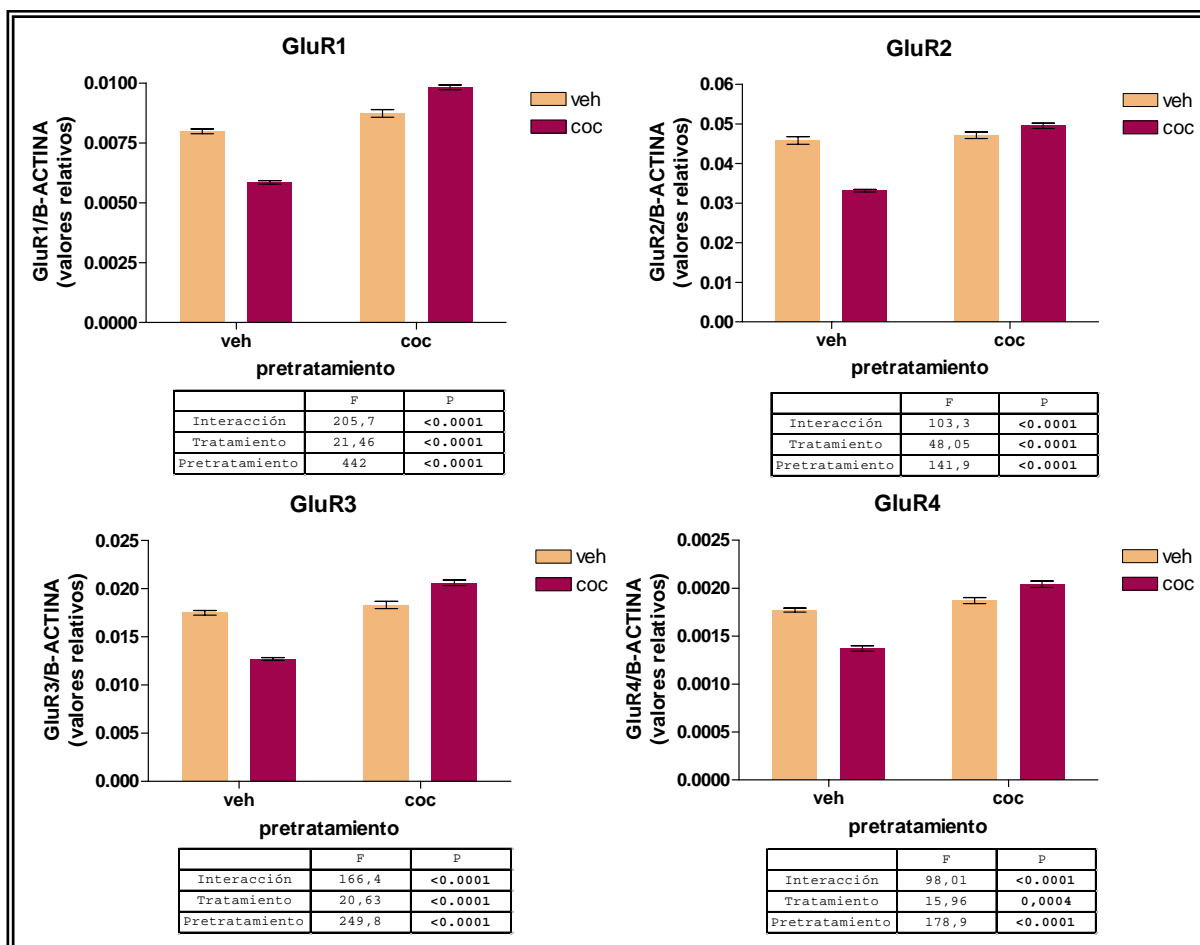 GluR1
GluR1/B-ACTINA
(valores relativos)
0.0100
0.0075
0.0050
0.0025
0.0000
veh
coc
veh coc
pretratamiento
F P
Interacción 205,7 <0.0001
Tratamiento 21,46 <0.0001
Pretratamiento 442 <0.0001
GluR2
GluR2/B-ACTINA
(valores relativos)
0.06
0.05
0.04
0.03
0.02
0.01
0.00
veh
coc
veh coc
pretratamiento
F P
Interacción 103,3 <0.0001
Tratamiento 48,05 <0.0001
Pretratamiento 141,9 <0.0001
GluR3
GluR3/B-ACTINA
(valores relativos)
0.025
0.020
0.015
0.010
0.005
0.000
veh
coc
veh coc
pretratamiento
F P
Interacción 166,4 <0.0001
Tratamiento 20,63 <0.0001
Pretratamiento 249,8 <0.0001
GluR4
GluR4/B-ACTINA
(valores relativos)
0.0025
0.0020
0.0015
0.0010
0.0005
0.0000
veh
coc
veh coc
pretratamiento
F P
Interacción 98,01 <0.0001
Tratamiento 15,96 0,0004
Pretratamiento 178,9 <0.0001